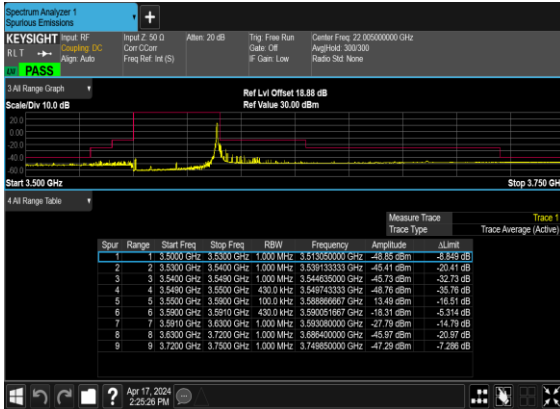 Spectrum Analyzer 1
Spurious Emissions
KEYSIGHT Input: RF Input Z: 50 Ω Atten: 20 dB Trig: Free Run Center Freq: 22.005000000 GHz
RLT Coupling: DC Corr CCorr Gate: Off Avg|Hold: 300/300
Align: Auto Freq Ref: Int (S) IF Gain: Low Radio Std: None
PASS
3 All Range Graph
Ref Lvl Offset 18.88 dB
Scale/Div 10.0 dB Ref Value 30.00 dBm
20.0
0.00
-20.0
-40.0
-60.0
Start 3.500 GHz Stop 3.750 GH
4 All Range Table
Measure Trace Trace 1
Trace Type Trace Average (Active)
Spur Range Start Freq Stop Freq RBW Frequency Amplitude ΔLimit
1 1 3.5000 GHz 3.5300 GHz 1.000 MHz 3.513050000 GHz -48.85 dBm -8.849 dB
2 2 3.5300 GHz 3.5400 GHz 1.000 MHz 3.539133333 GHz -45.41 dBm -20.41 dB
3 3 3.5400 GHz 3.5490 GHz 1.000 MHz 3.544635000 GHz -45.73 dBm -32.73 dB
4 4 3.5490 GHz 3.5500 GHz 430.0 kHz 3.549743333 GHz -48.76 dBm -35.76 dB
5 5 3.5500 GHz 3.5900 GHz 100.0 kHz 3.588866667 GHz 13.49 dBm -16.51 dB
6 6 3.5900 GHz 3.5910 GHz 430.0 kHz 3.590051667 GHz -18.31 dBm -5.314 dB
7 7 3.5910 GHz 3.6300 GHz 1.000 MHz 3.593080000 GHz -27.79 dBm -14.79 dB
8 8 3.6300 GHz 3.7200 GHz 1.000 MHz 3.686400000 GHz -45.97 dBm -20.97 dB
9 9 3.7200 GHz 3.7500 GHz 1.000 MHz 3.749850000 GHz -47.29 dBm -7.286 dB
Apr 17, 2024
2:25:26 PM